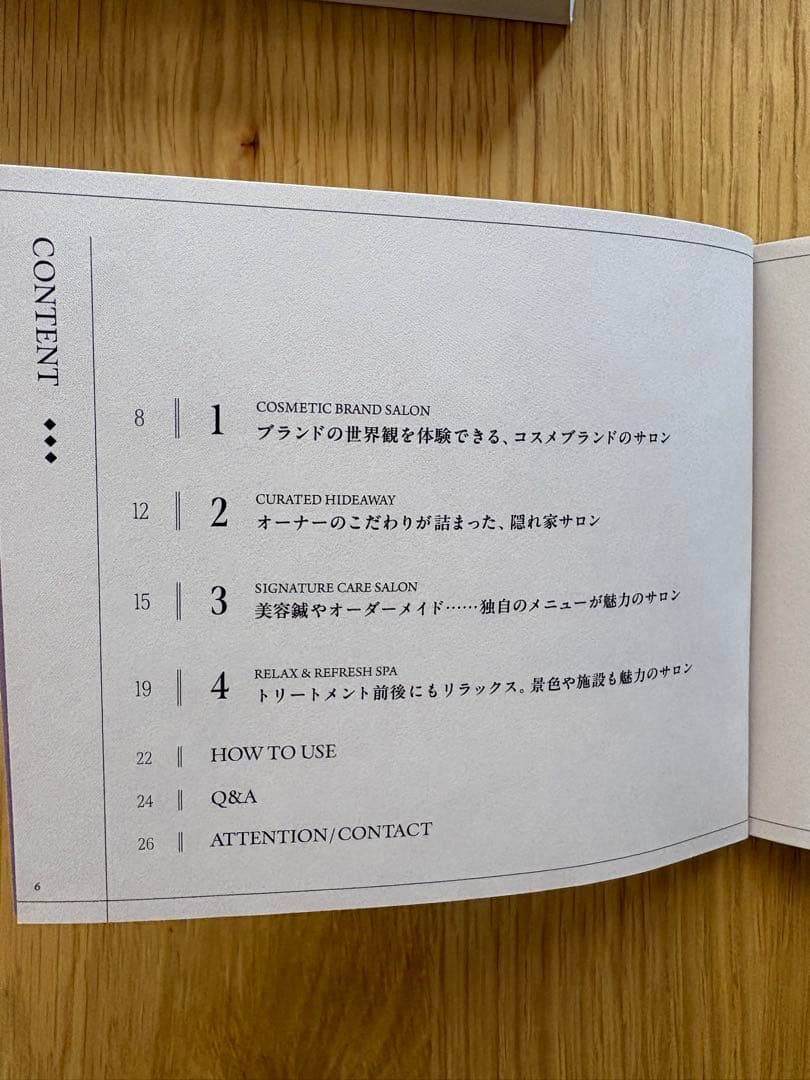 CONTENT
8
1
COSMETIC BRAND SALON
ブランドの世界観を体験できる、コスメブランドのサロン
12
2
CURATED HIDEAWAY
オーナーのこだわりが詰まった、隠れ家サロン
15
3
SIGNATURE CARE SALON
美容鍼やオーダーメイド……独自のメニューが魅力のサロン
19
4
RELAX & REFRESH SPA
トリートメント前後にもリラックス。景色や施設も魅力のサロン
22 HOW TO USE
24 Q&A
26 ATTENTION/CONTACT
6